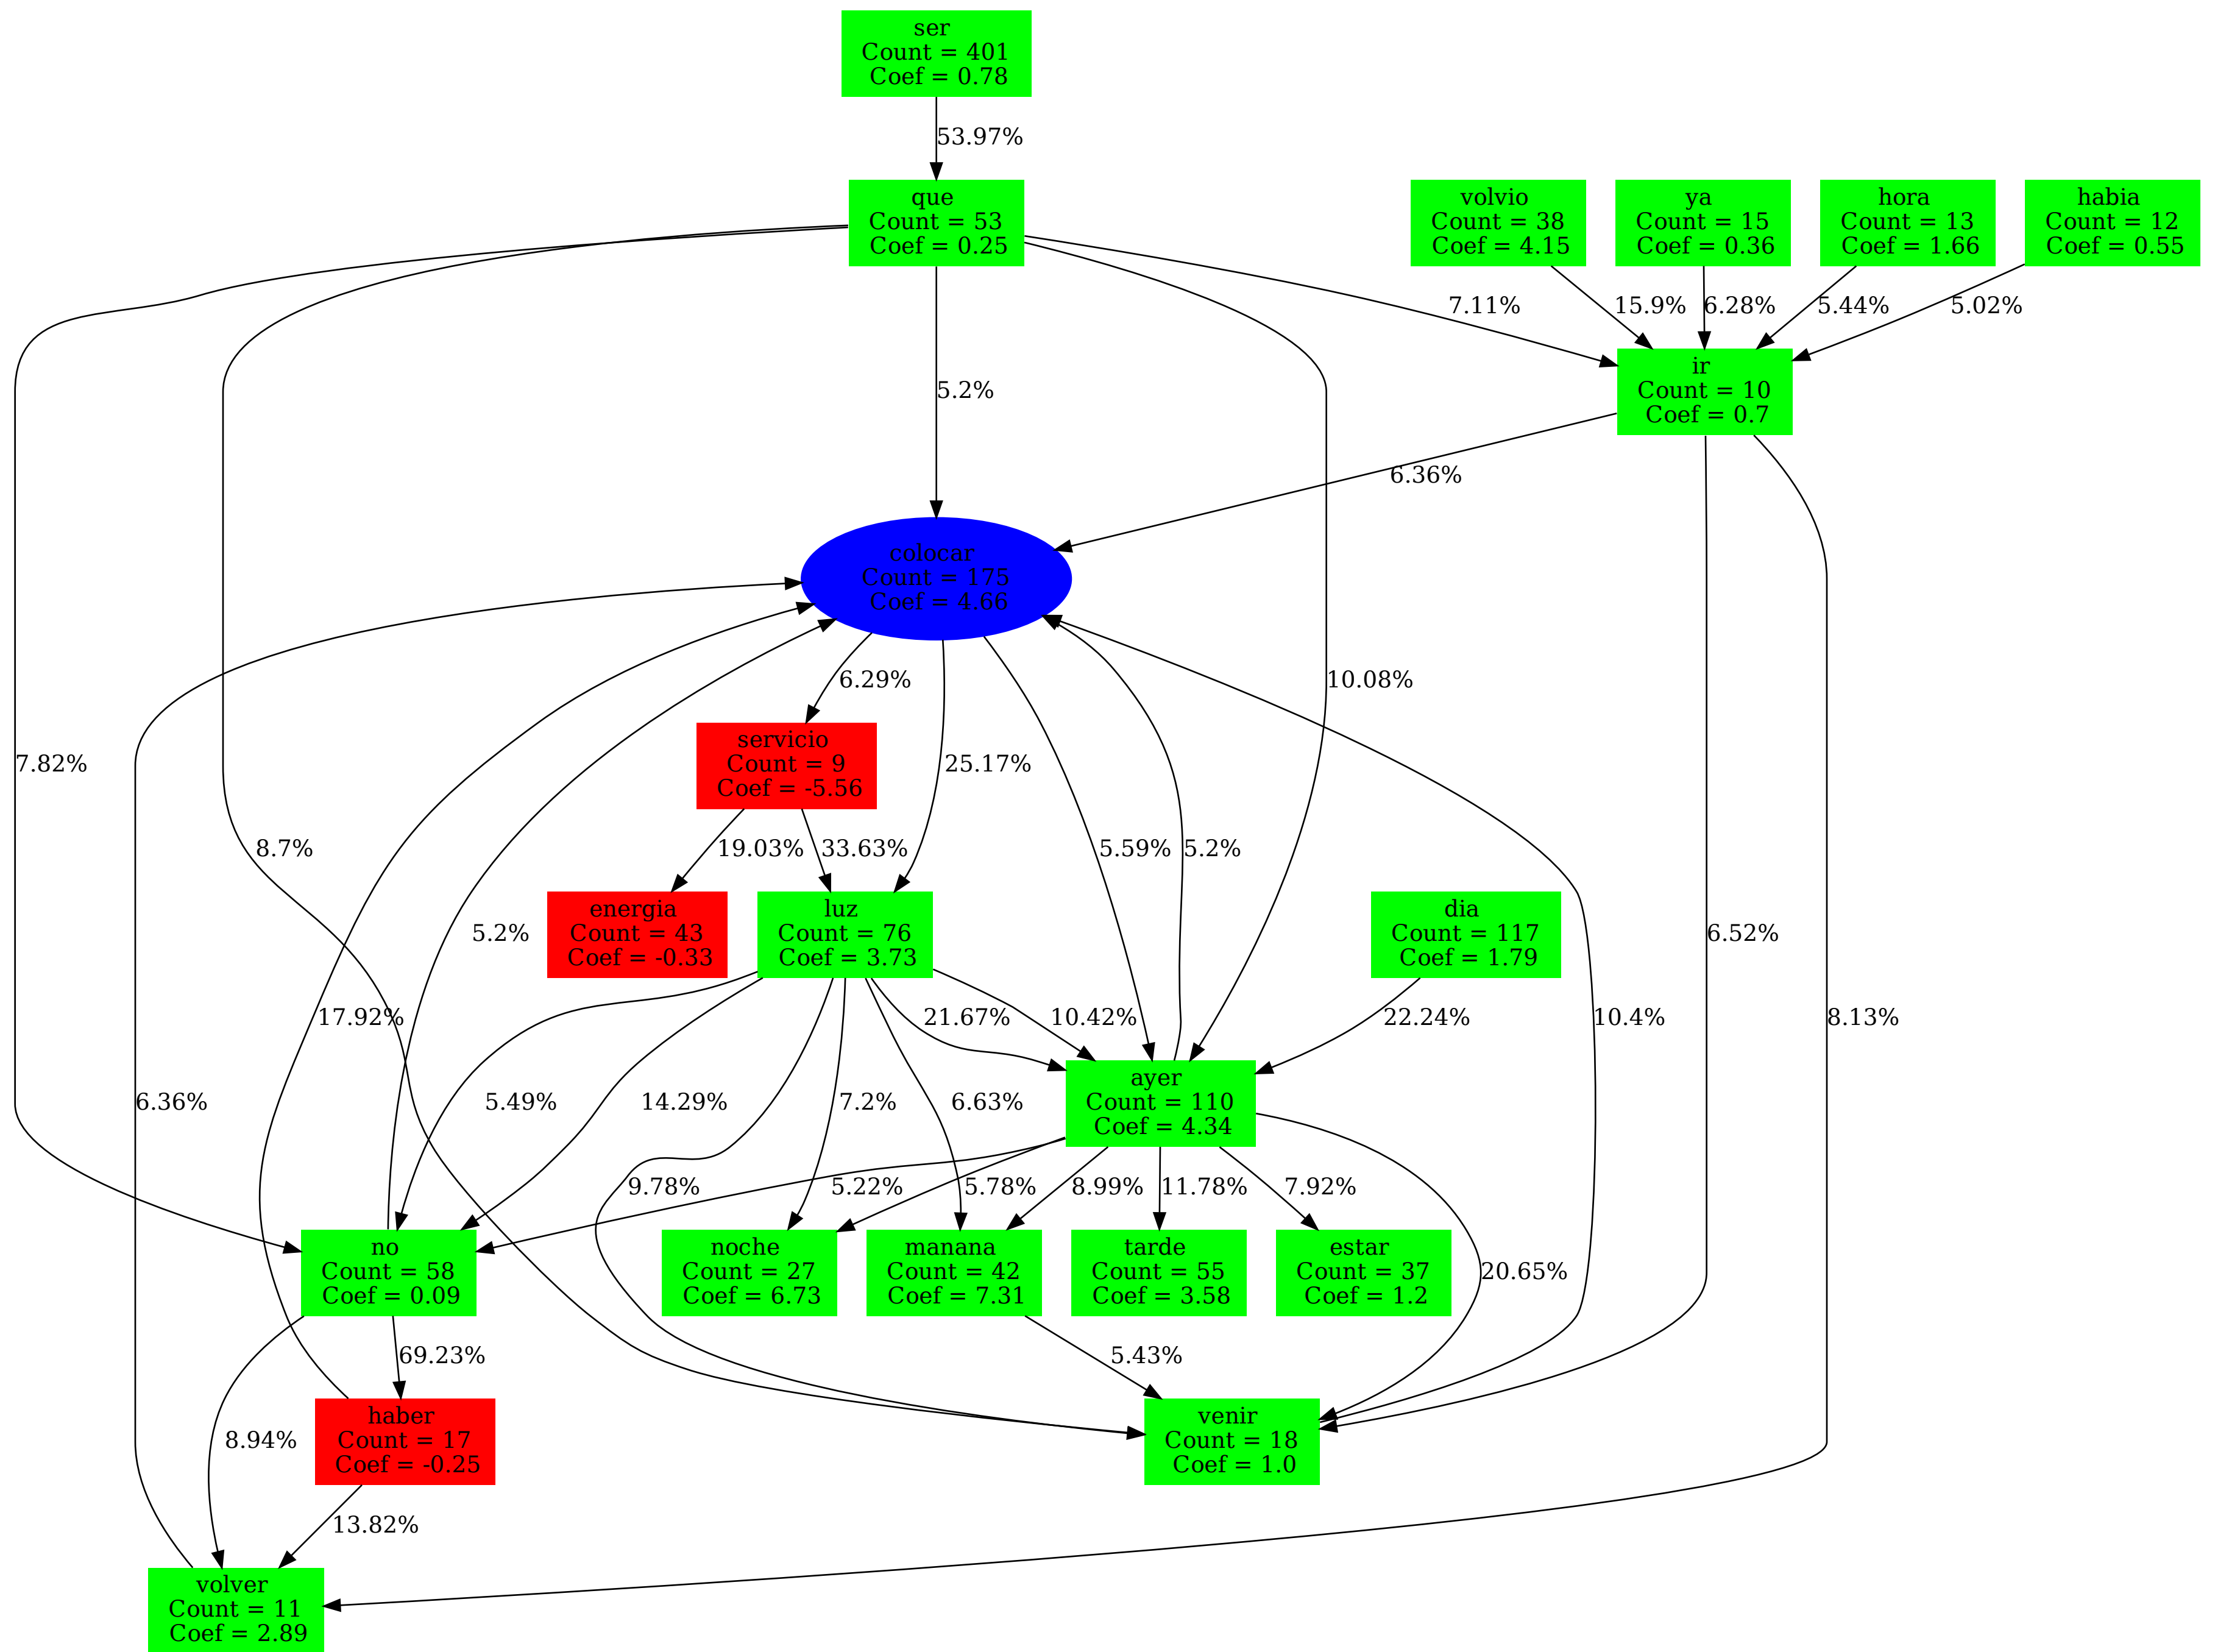 ser
Count = 401
Coef = 0.78
53.97%
que
Count = 53
Coef = 0.25
volvio
Count = 38
Coef = 4.15
ya
Count = 15
Coef = 0.36
hora
Count = 13
Coef = 1.66
habia
Count = 12
Coef = 0.55
7.11%
15.9%
6.28%
5.44%
5.02%
5.2%
ir
Count = 10
Coef = 0.7
6.36%
colocar
Count = 175
Coef = 4.66
6.29%
10.08%
servicio
Count = 9
Coef = -5.56
7.82%
25.17%
8.7%
19.03%
33.63%
5.59%
5.2%
energia
Count = 43
Coef = -0.33
luz
Count = 76
Coef = 3.73
dia
Count = 117
Coef = 1.79
5.2%
6.52%
17.92%
21.67%
10.42%
22.24%
10.4%
8.13%
6.36%
5.49%
14.29%
7.2%
6.63%
ayer
Count = 110
Coef = 4.34
9.78%
5.22%
5.78%
8.99%
11.78%
7.92%
no
Count = 58
Coef = 0.09
noche
Count = 27
Coef = 6.73
manana
Count = 42
Coef = 7.31
tarde
Count = 55
Coef = 3.58
estar
Count = 37
Coef = 1.2
20.65%
69.23%
5.43%
haber
Count = 17
Coef = -0.25
8.94%
venir
Count = 18
Coef = 1.0
13.82%
volver
Count = 11
Coef = 2.89